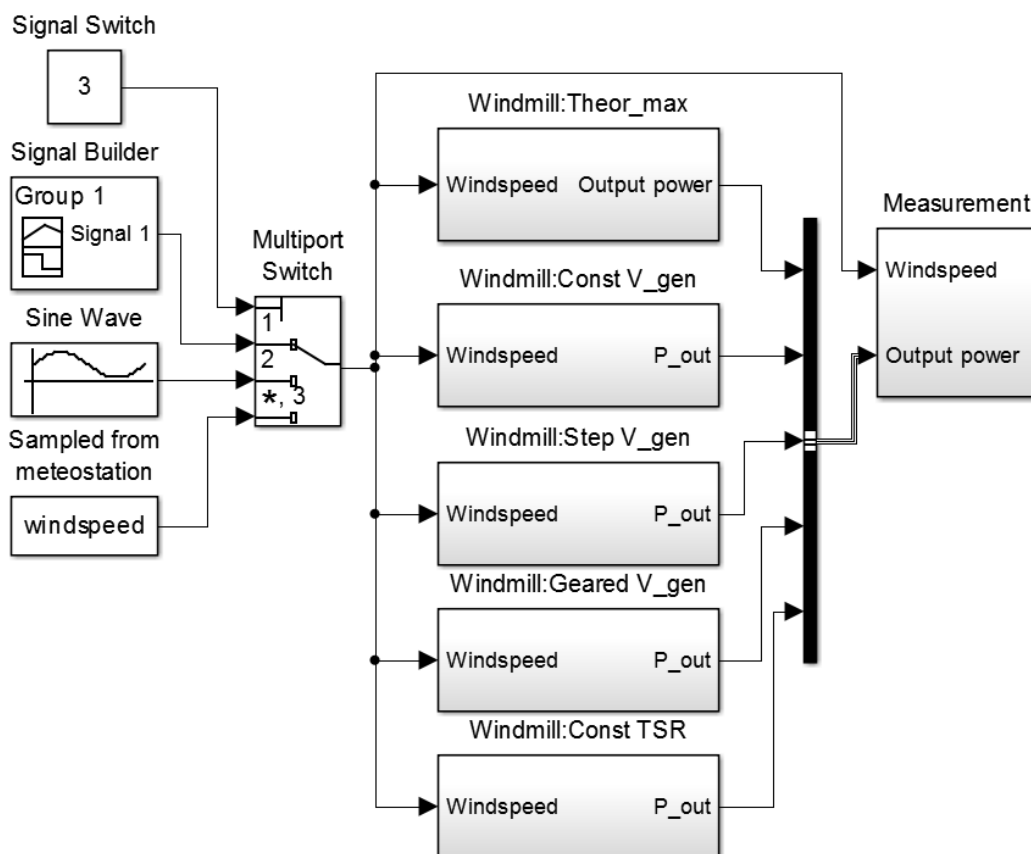 Signal Switch
3
Signal Builder
Group 1
Signal 1
Sine Wave
Sampled from
meteostation
windspeed
Multiport
Switch
1
2
*, 3
Windmill:Theor_max
Windspeed Output power
Windmill:Const V_gen
Windspeed P_out
Windmill:Step V_gen
Windspeed P_out
Windmill:Geared V_gen
Windspeed P_out
Windmill:Const TSR
Windspeed P_out
Measurement
Windspeed
Output power